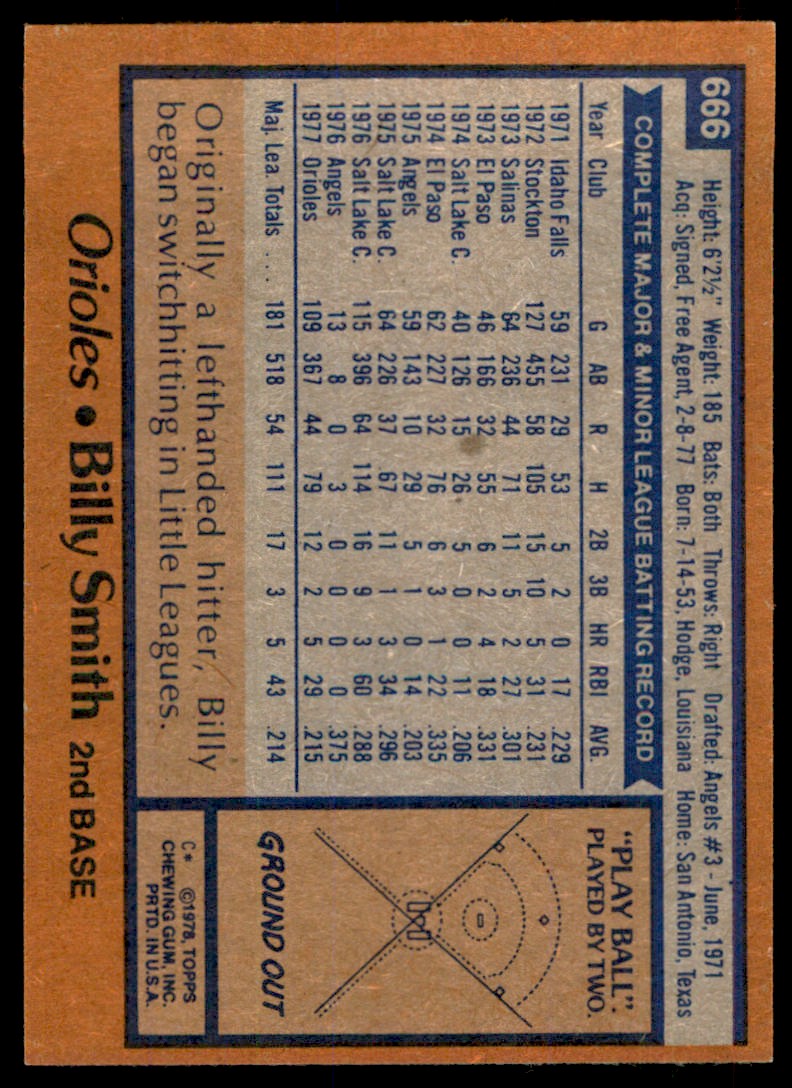 666
Height: 6'2½" Weight: 185 Bats: Both Throws: Right Drafted: Angels #3 - June, 1971
Acq: Signed, Free Agent, 2-8-77 Born: 7-14-53, Hodge, Louisiana Home: San Antonio, Texas
COMPLETE MAJOR & MINOR LEAGUE BATTING RECORD
Year Club G AB R H 2B 3B HR RBI AVG.
1971 Idaho Falls 59 231 29 53 5 2 0 17 .229
1972 Stockton 127 455 58 105 15 10 5 31 .231
1973 Salinas 64 236 44 71 11 5 2 27 .301
1973 El Paso 46 166 32 55 6 2 4 18 .331
1974 Salt Lake C. 40 126 15 26 5 0 0 11 .206
1974 El Paso 62 227 32 76 6 3 1 22 .335
1975 Angels 59 143 10 29 5 1 0 14 .203
1975 Salt Lake C. 64 226 37 67 11 1 3 34 .296
1976 Salt Lake C. 115 396 64 114 16 9 3 60 .288
1976 Angels 13 8 0 3 0 0 0 0 .375
1977 Orioles 109 367 44 79 12 2 5 29 .215
Maj. Lea. Totals .... 181 518 54 111 17 3 5 43 .214
Originally a lefthanded hitter, Billy
began switchhitting in Little Leagues.
"PLAY BALL".
PLAYED BY TWO.
GROUND OUT
C* ©1978, TOPPS
CHEWING GUM, INC.
PRTD. IN U.S.A.
Orioles • Billy Smith 2nd BASE